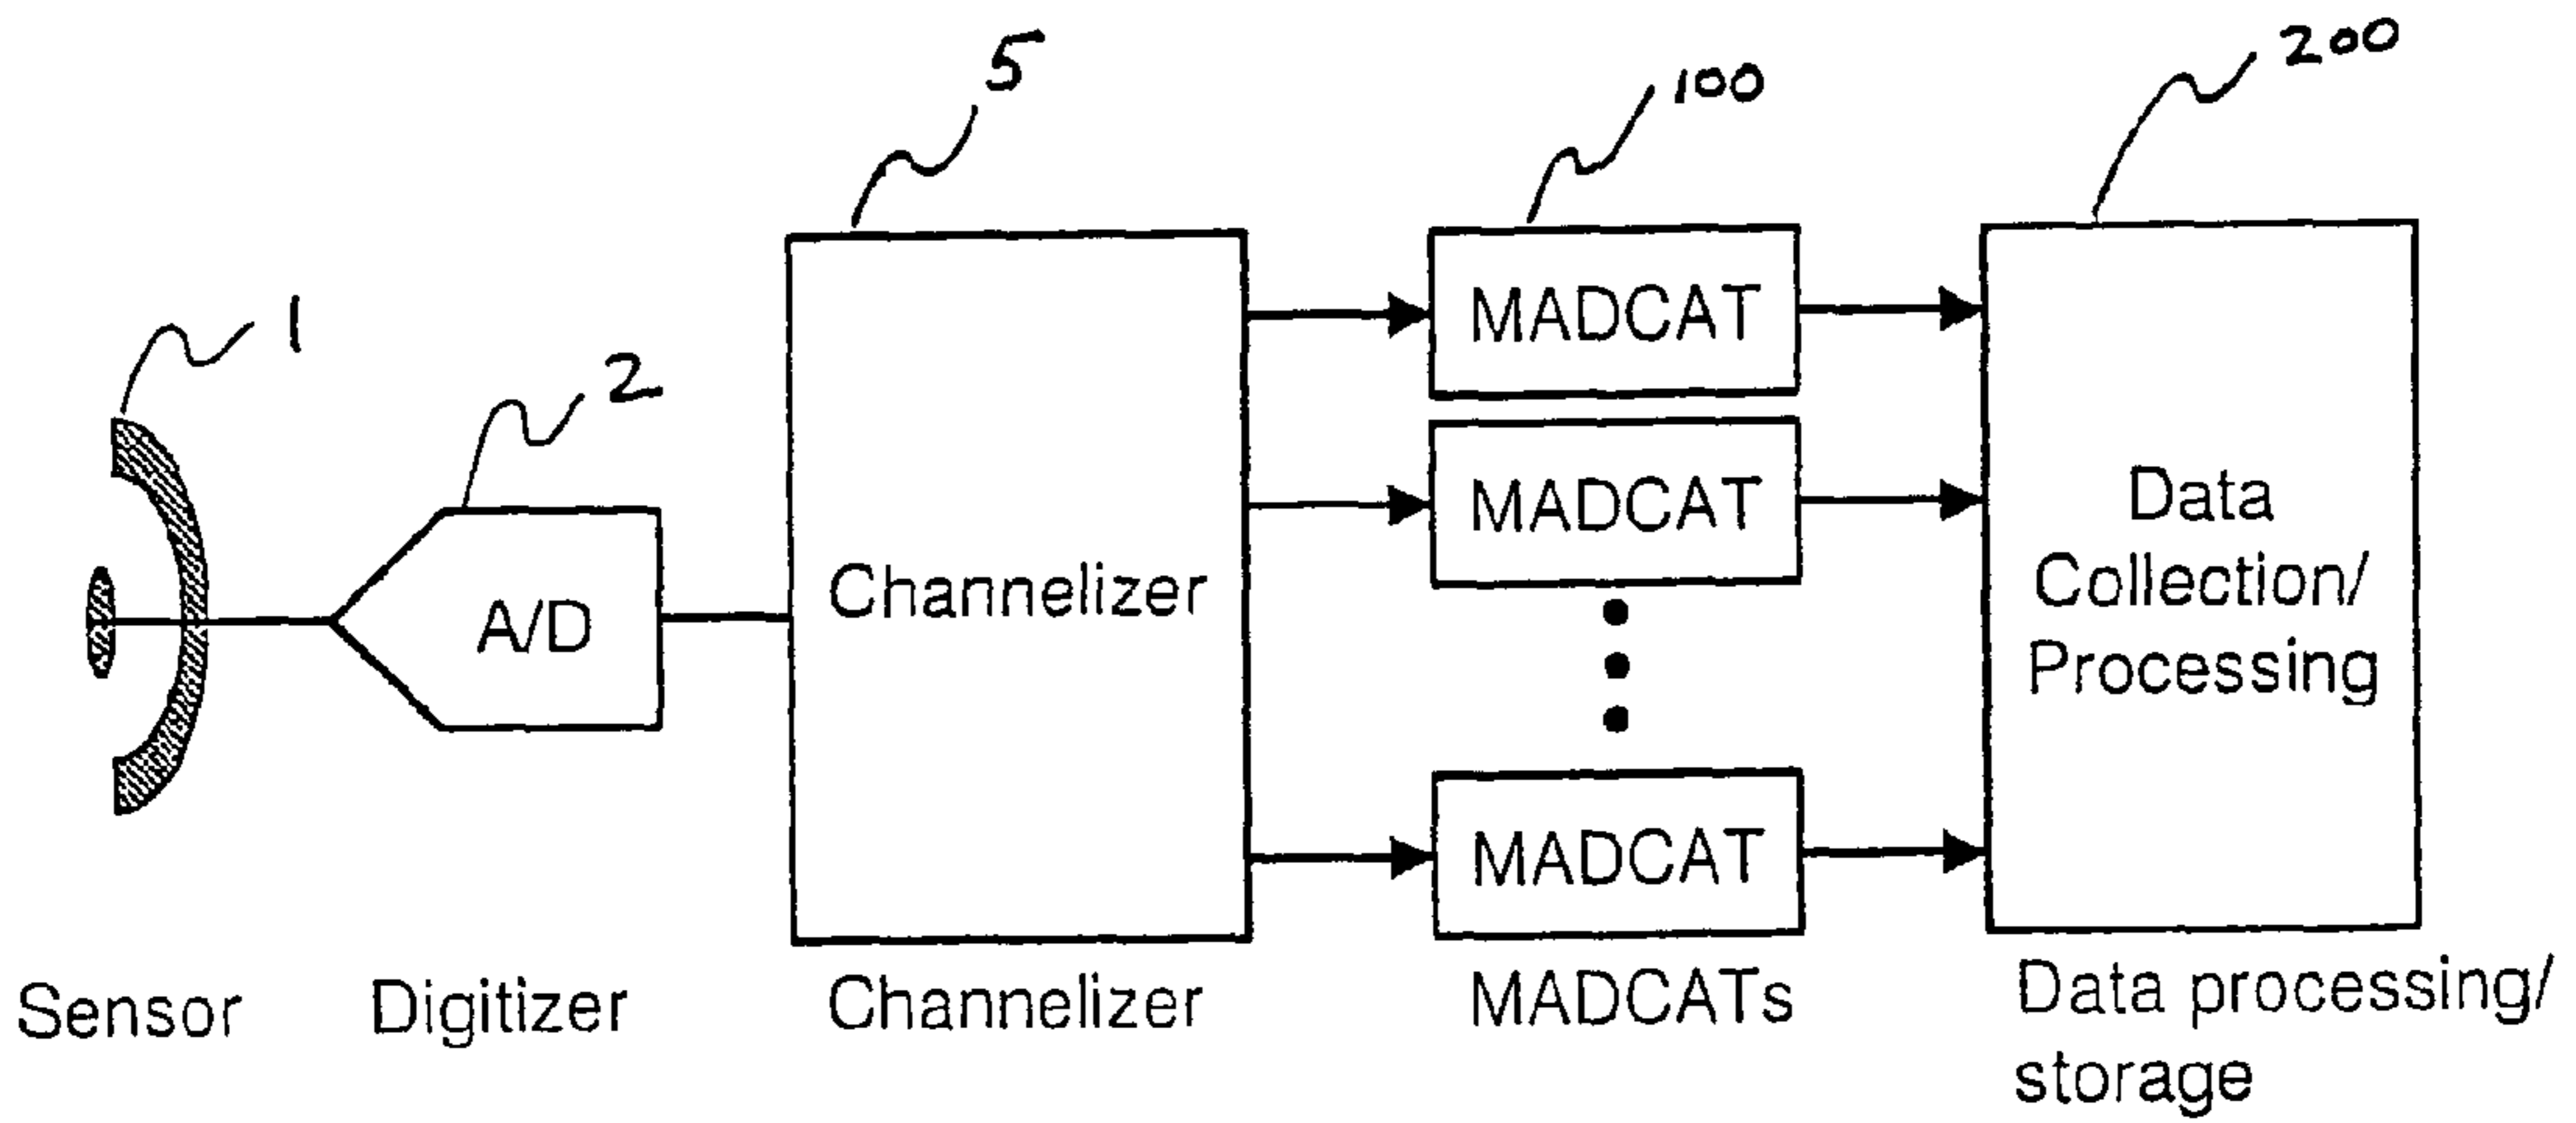 5
100
200
1
2
MADCAT
MADCAT
Data
Collection/
Processing
Channelizer
A/D
MADCAT
Sensor
Digitizer
Channelizer
MADCATs
Data processing/
storage